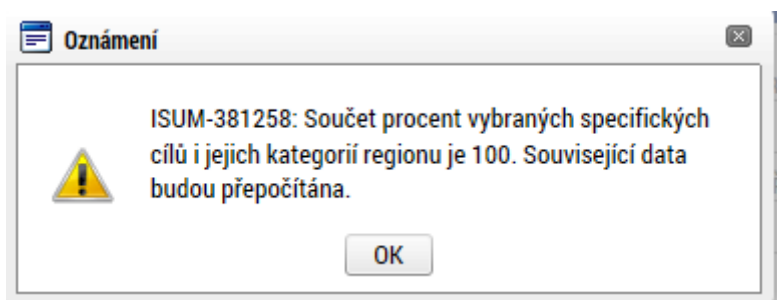 Oznámení
ISUM-381258: Součet procent vybraných specifických
cílů i jejich kategorií regionu je 100. Související data
budou přepočítána.
OK